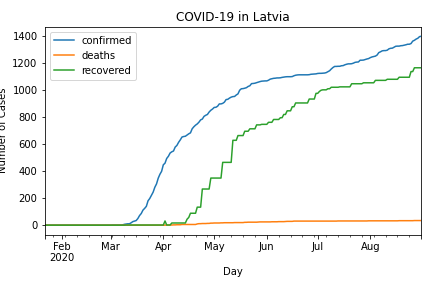 COVID-19 in Latvia
confirmed
deaths
recovered
1400
1200
1000
800
600
400
200
0
Number of Cases
Feb
2020
Mar
Apr
May
Jun
Jul
Aug
Day